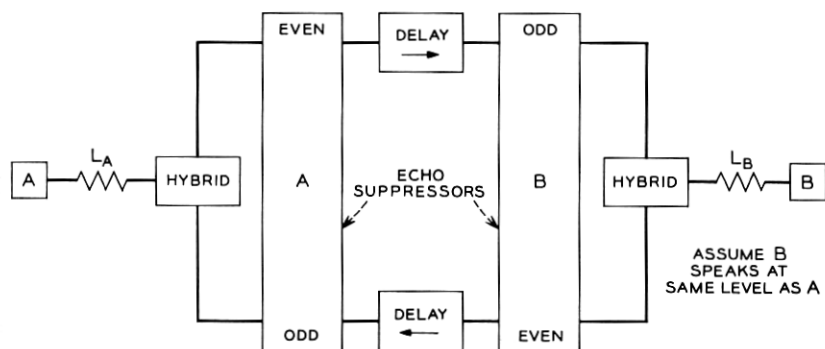 EVEN
DELAY
ODD
A
L_A
HYBRID
A
ECHO
SUPPRESSORS
B
HYBRID
L_B
B
ASSUME B
SPEAKS AT
SAME LEVEL AS A
ODD
DELAY
EVEN